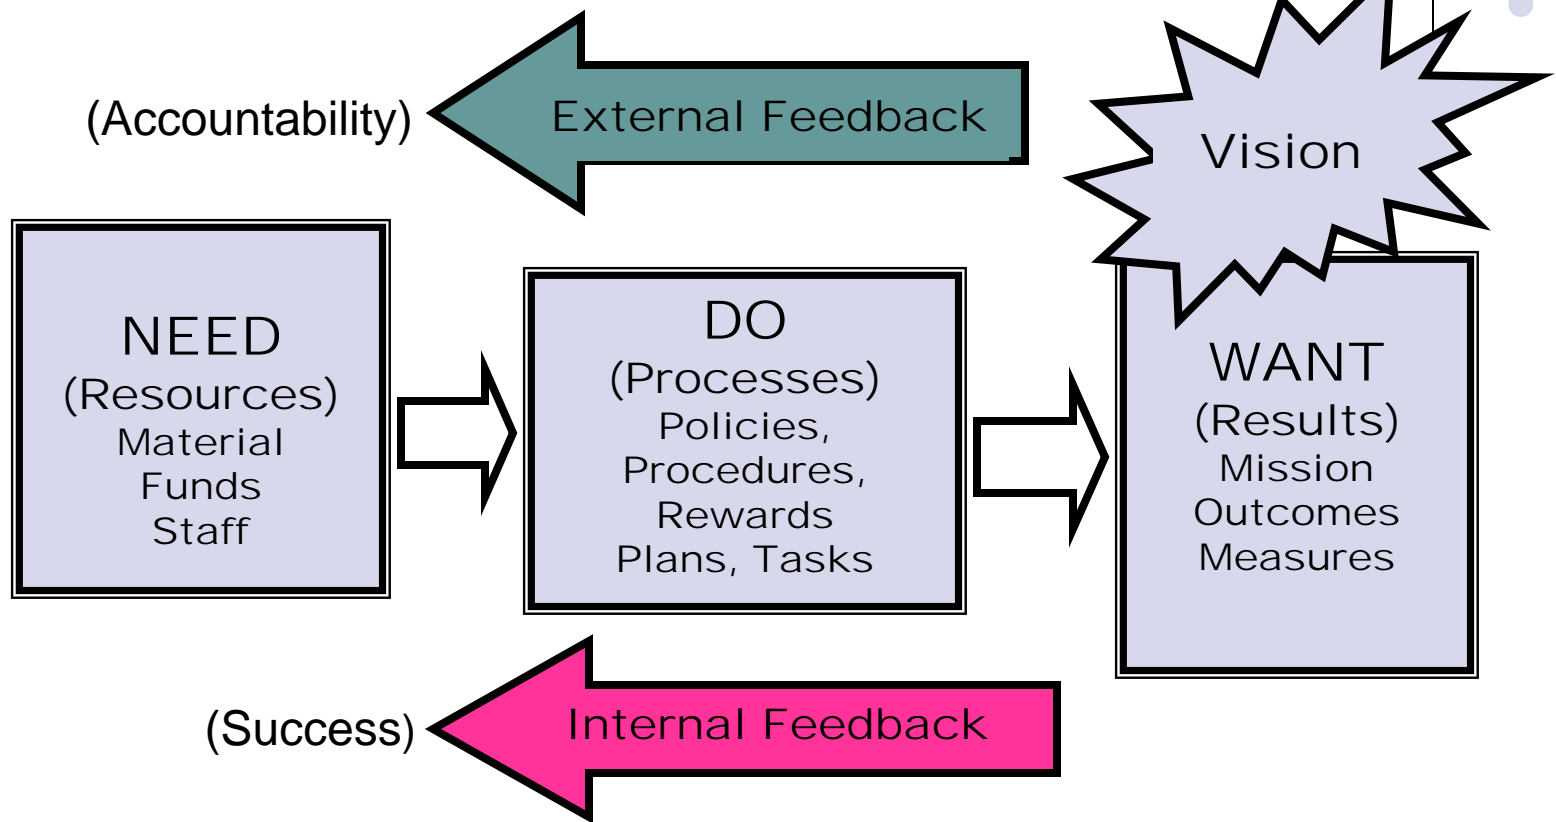 (Accountability)
External Feedback
Vision
NEED
(Resources)
Material
Funds
Staff
DO
(Processes)
Policies,
Procedures,
Rewards
Plans, Tasks
WANT
(Results)
Mission
Outcomes
Measures
(Success)
Internal Feedback